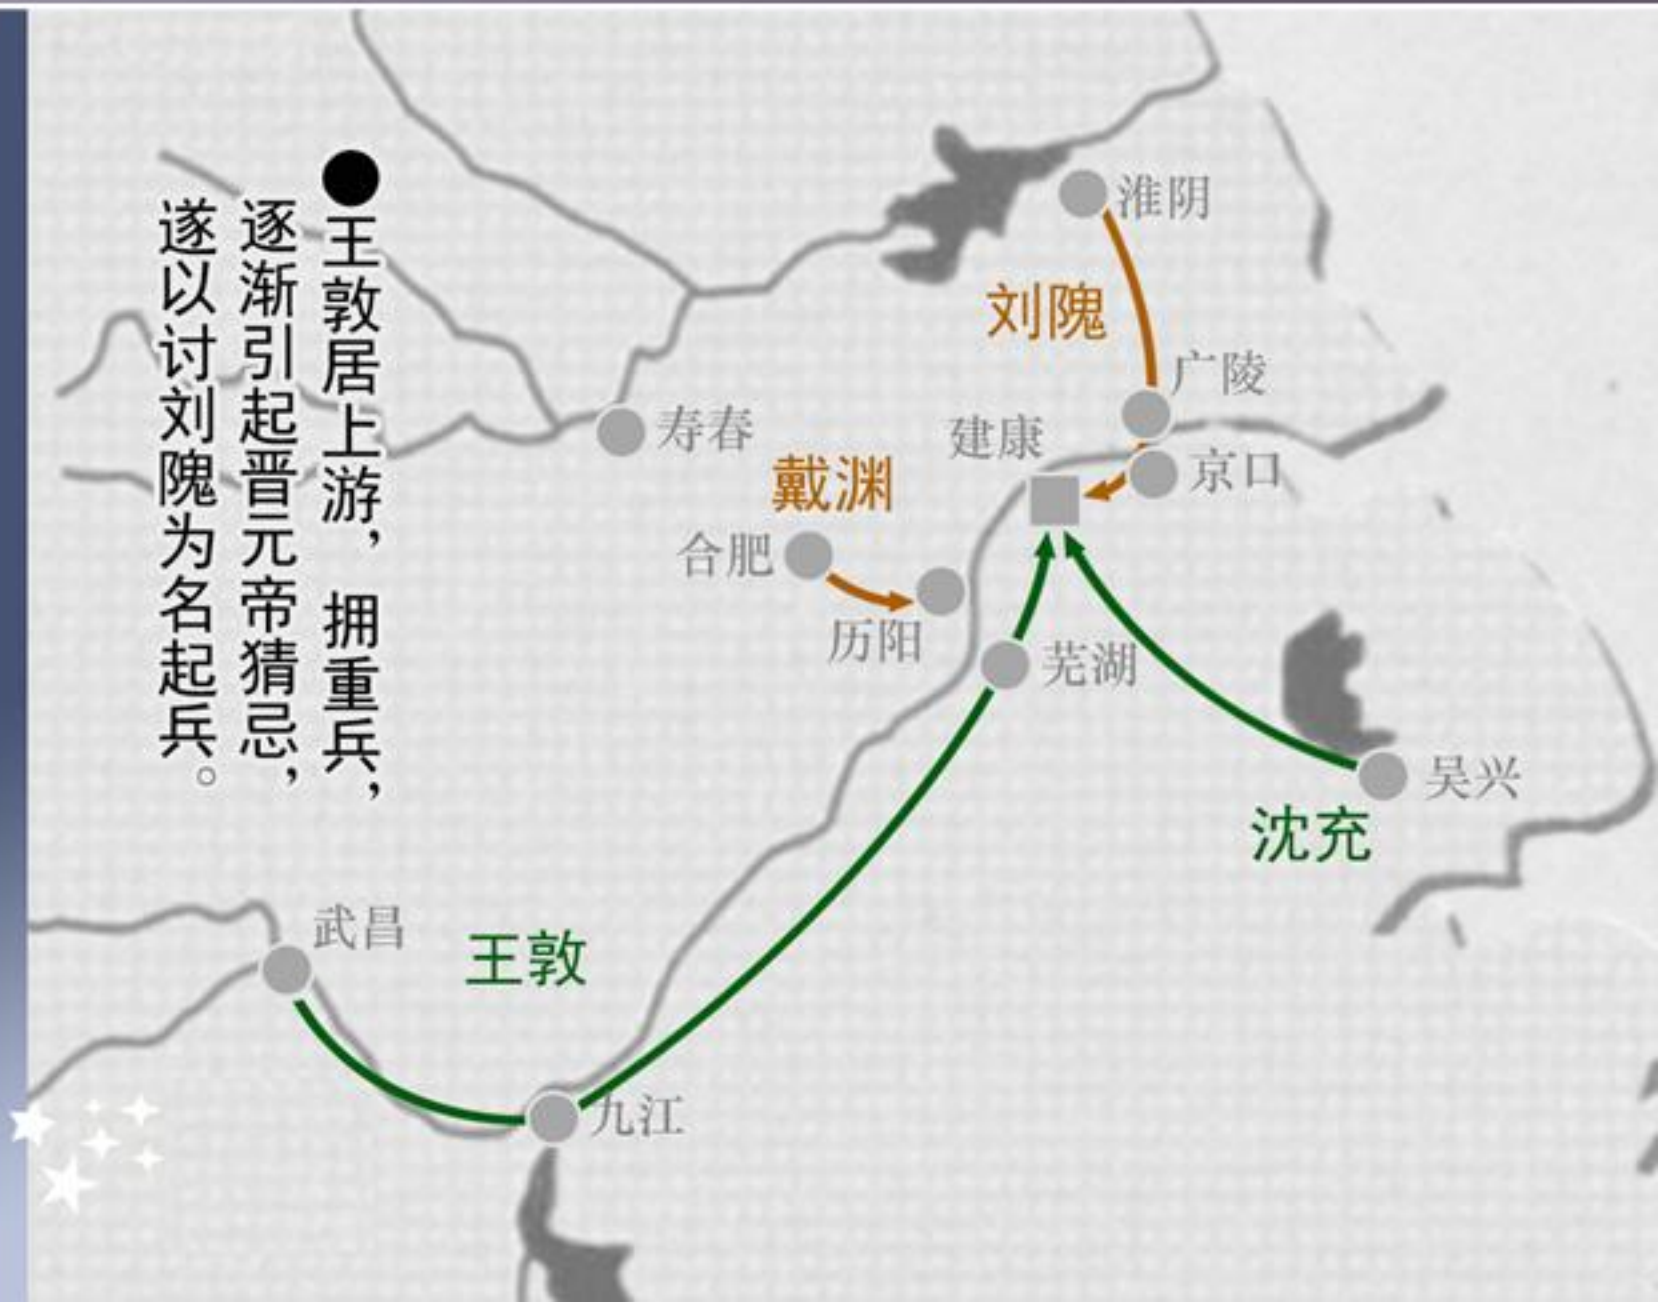 ●王敦居上游，拥重兵，
逐渐引起晋元帝猜忌，
遂以讨刘隗为名起兵。
淮阴
刘隗
广陵
建康
京口
寿春
戴渊
合肥
历阳
芜湖
吴兴
沈充
武昌
王敦
九江